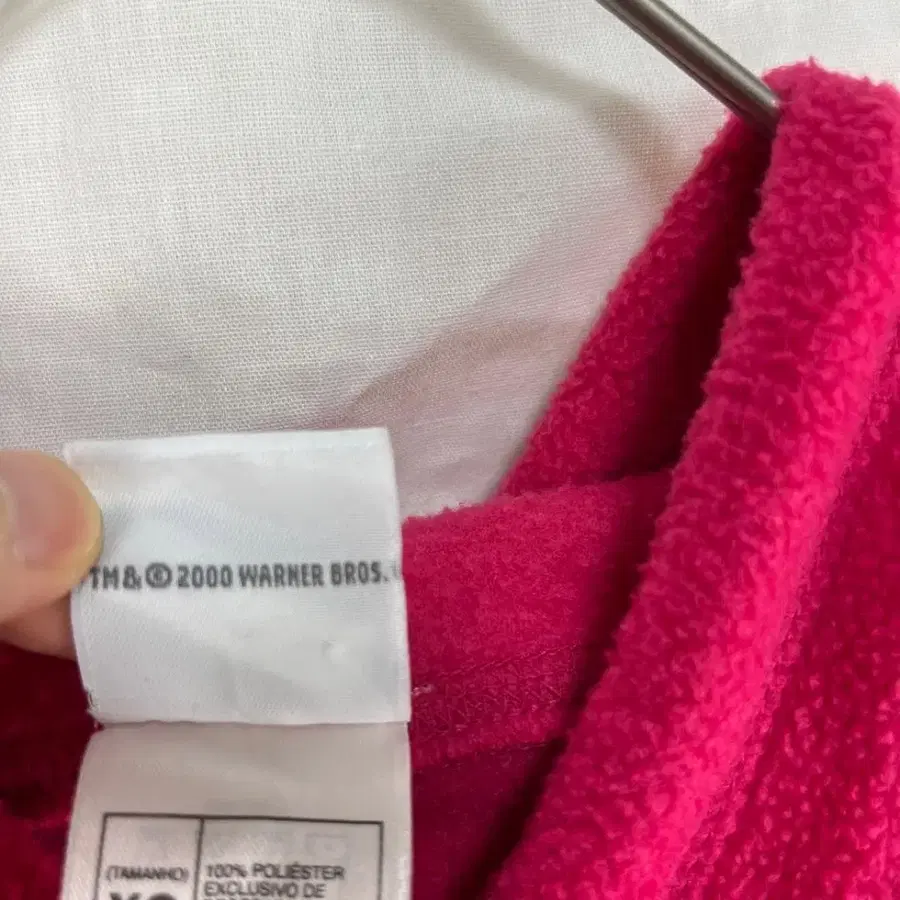 TM& © 2000 WARNER BROS.
(TAMANHO)
100% POLIÉSTER
EXCLUSIVO DE